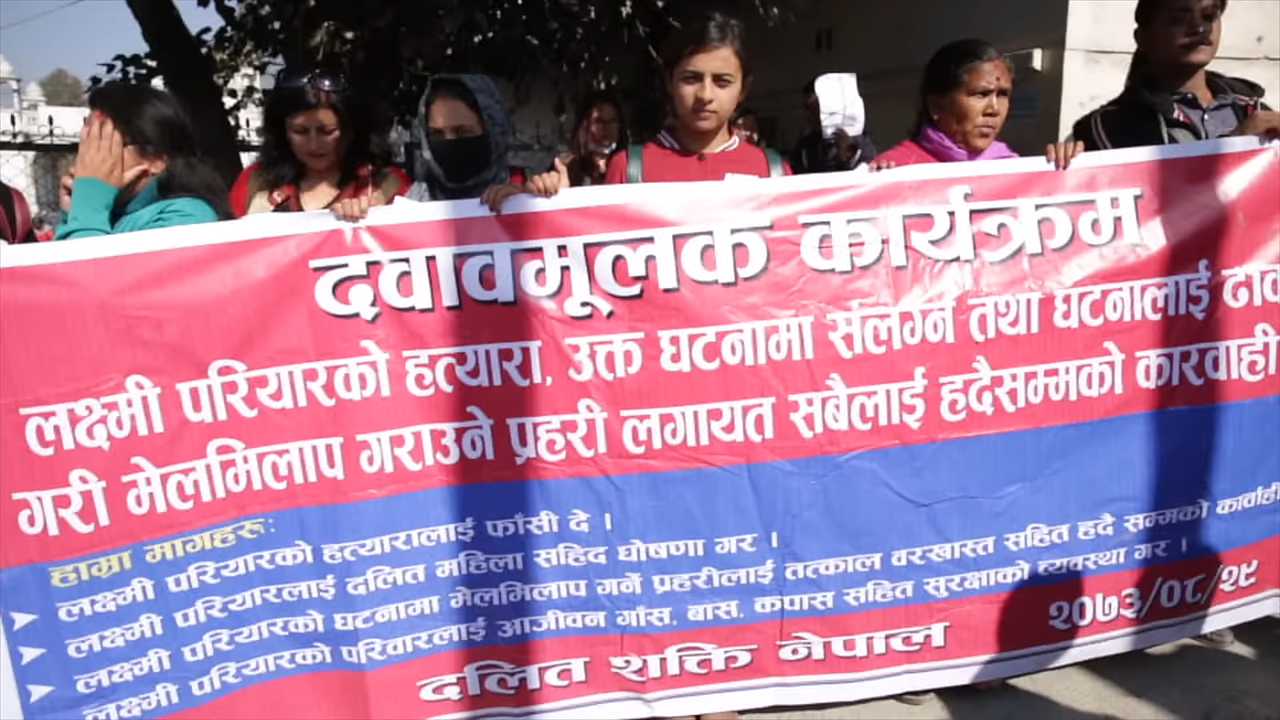 दवावमूलक कार्यक्रम
लक्ष्मी परियारको हत्यारा, उक्त घटनामा संलग्न तथा घटनालाई
गरी मेलमिलाप गराउने प्रहरी लगायत सबैलाई हदैसम्मको कारवाही
हाम्रा मागहरू:
लक्ष्मी परियारको हत्यारालाई फाँसी दे ।
लक्ष्मी परियारलाई दलित महिला सहिद घोषणा गर ।
लक्ष्मी परियारको घटनामा मेलमिलाप गर्ने प्रहरीलाई तत्काल वरखास्त सहित हदै सम्मको कार्वाही
लक्ष्मी परियारको परिवारलाई आजीवन गाँस, बास, कपास सहित सुरक्षाको व्यवस्था गर ।
दलित शक्ति नेपाल
२०७३/०८/२९